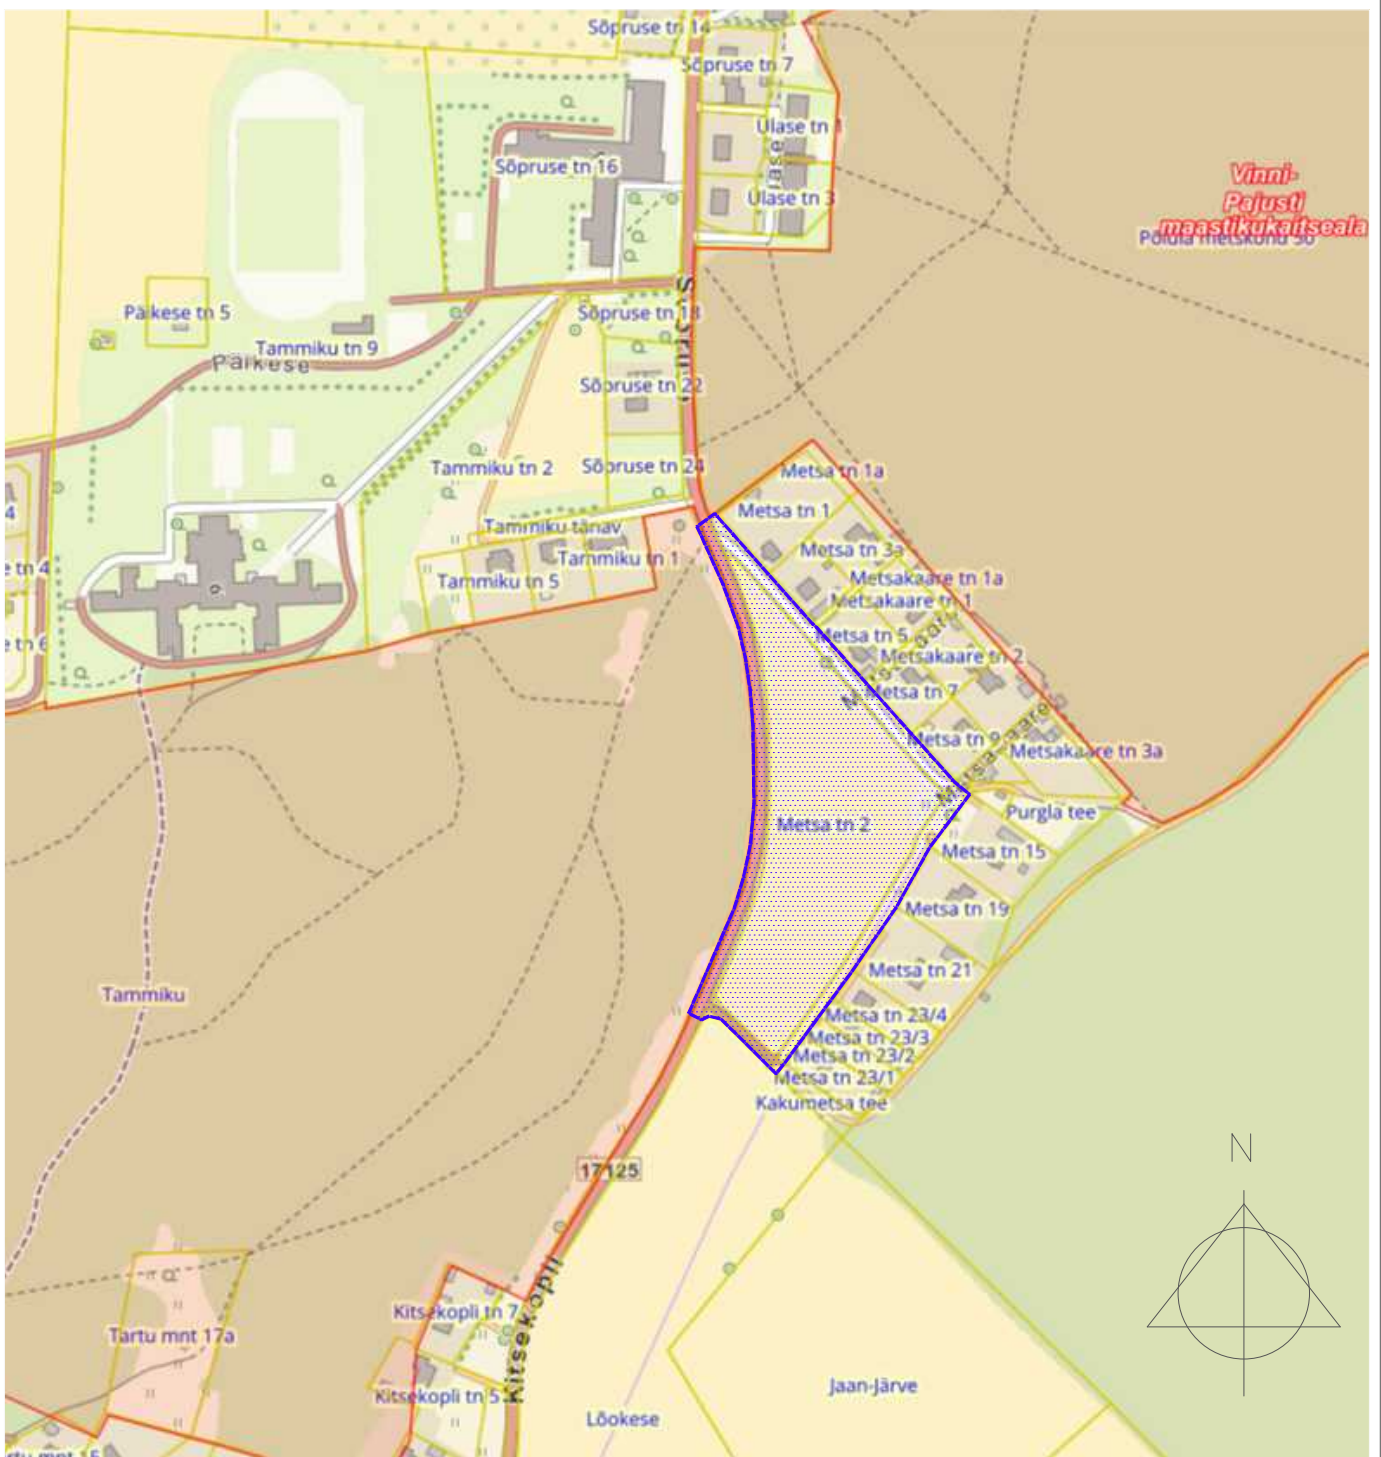 Sõpruse tn 14
Sõpruse tn 7
Ülase tn 1
Sõpruse tn 16
Ülase tn 3
Vinni-
Pajusti
maastikukaitseala
Päikese tn 5
Sõpruse tn 18
Tammiku tn 9
Päikese
Sõpruse tn 22
Tammiku tn 2
Sõpruse tn 24
Metsa tn 1a
Metsa tn 1
4
Tammiku tänav
Tammiku tn 1
Metsa tn 3a
e tn 4
Tammiku tn 5
Metsakaare tn 1a
Metsakaare tn 1
Metsa tn 5
e tn 6
Metsakaare tn 2
Metsa tn 7
Metsa tn 9
Metsakaare tn 3a
Metsakaare
Purgla tee
Metsa tn 2
Metsa tn 15
Metsa tn 19
Metsa tn 21
Tammiku
Metsa tn 23/4
Metsa tn 23/3
Metsa tn 23/2
Metsa tn 23/1
Kakumetsa tee
N
17125
Kitsekopli
Kitsekopli tn 7
Tartu mnt 17a
Kitsekopli tn 5
Jaan-Järve
Lõokese